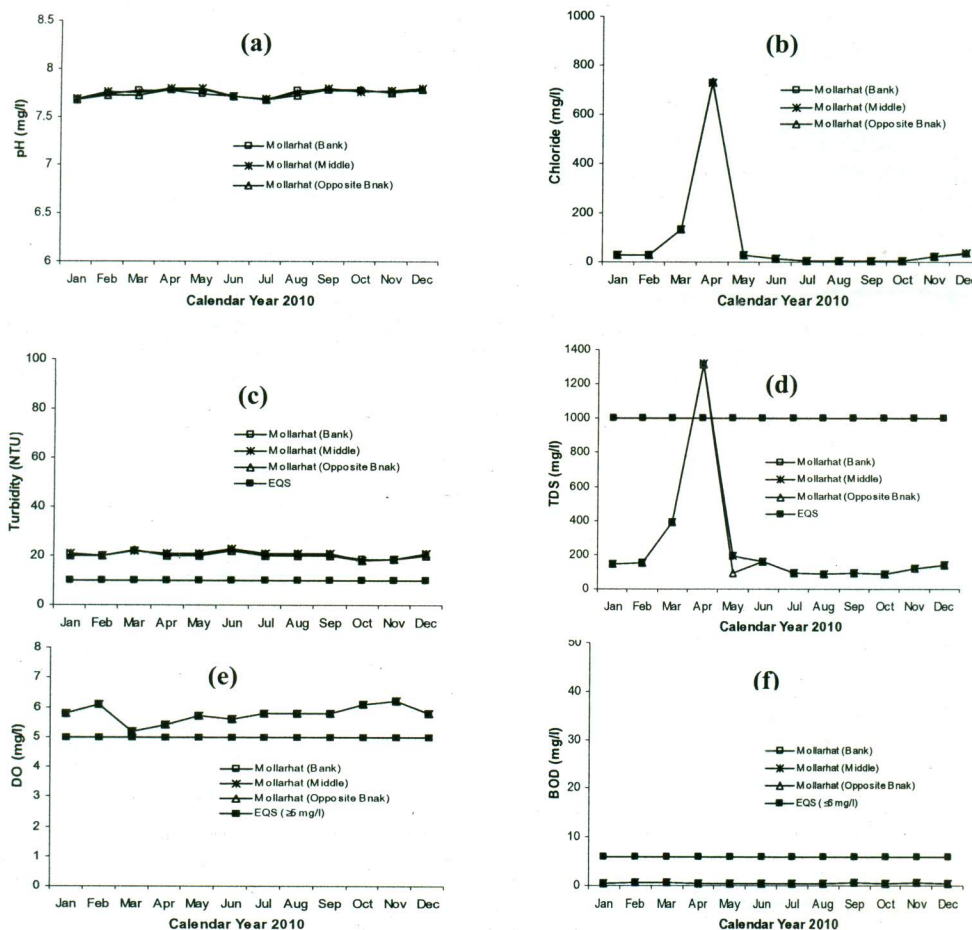 (a)
8.5
8
7.5
7
6.5
6
pH (mg/l)
Mollarhat (Bank)
Mollarhat (Middle)
Mollarhat (Opposite Bnak)
Jan Feb Mar Apr May Jun Jul Aug Sep Oct Nov Dec
Calendar Year 2010
(b)
1000
800
600
400
200
0
Chloride (mg/l)
Mollarhat (Bank)
Mollarhat (Middle)
Mollarhat (Opposite Bnak)
Jan Feb Mar Apr May Jun Jul Aug Sep Oct Nov Dec
Calendar Year 2010
(c)
100
80
60
40
20
0
Turbidity (NTU)
Mollarhat (Bank)
Mollarhat (Middle)
Mollarhat (Opposite Bnak)
EQS
Jan Feb Mar Apr May Jun Jul Aug Sep Oct Nov Dec
Calendar Year 2010
(d)
1400
1200
1000
800
600
400
200
0
TDS (mg/l)
Mollarhat (Bank)
Mollarhat (Middle)
Mollarhat (Opposite Bnak)
EQS
Jan Feb Mar Apr May Jun Jul Aug Sep Oct Nov Dec
Calendar Year 2010
(e)
8
7
6
5
4
3
2
1
0
DO (mg/l)
Mollarhat (Bank)
Mollarhat (Middle)
Mollarhat (Opposite Bnak)
EQS (≥5 mg/l)
Jan Feb Mar Apr May Jun Jul Aug Sep Oct Nov Dec
Calendar Year 2010
(f)
50
40
30
20
10
0
BOD (mg/l)
Mollarhat (Bank)
Mollarhat (Middle)
Mollarhat (Opposite Bnak)
EQS (≤6 mg/l)
Jan Feb Mar Apr May Jun Jul Aug Sep Oct Nov Dec
Calendar Year 2010